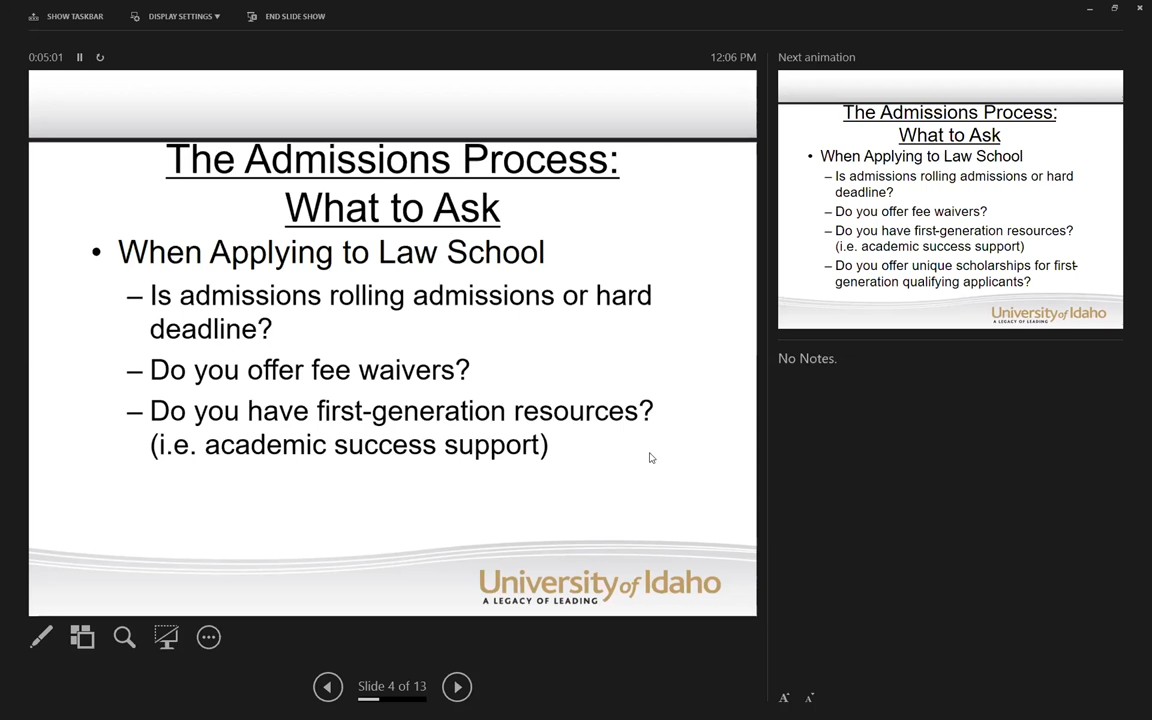 SHOW TASKBAR
DISPLAY SETTINGS ▼
END SLIDE SHOW
0:05:01
12:06 PM
The Admissions Process:
What to Ask
• When Applying to Law School
– Is admissions rolling admissions or hard
deadline?
– Do you offer fee waivers?
– Do you have first-generation resources?
(i.e. academic success support)
University of Idaho
A LEGACY OF LEADING
Slide 4 of 13
Next animation
The Admissions Process:
What to Ask
• When Applying to Law School
– Is admissions rolling admissions or hard
deadline?
– Do you offer fee waivers?
– Do you have first-generation resources?
(i.e. academic success support)
– Do you offer unique scholarships for first-
generation qualifying applicants?
University of Idaho
A LEGACY OF LEADING
No Notes.
A A